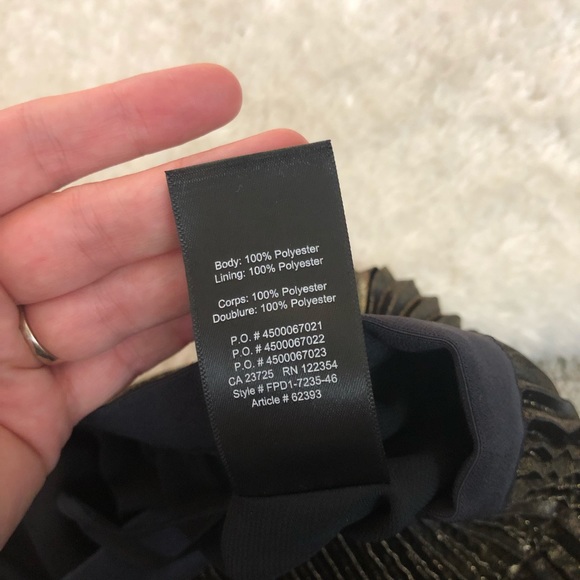 Body: 100% Polyester
Lining: 100% Polyester
Corps: 100% Polyester
Doublure: 100% Polyester
P.O. # 4500067021
P.O. # 4500067022
P.O. # 4500067023
CA 23725 RN 122354
Style # FPD1-7235-46
Article # 62393